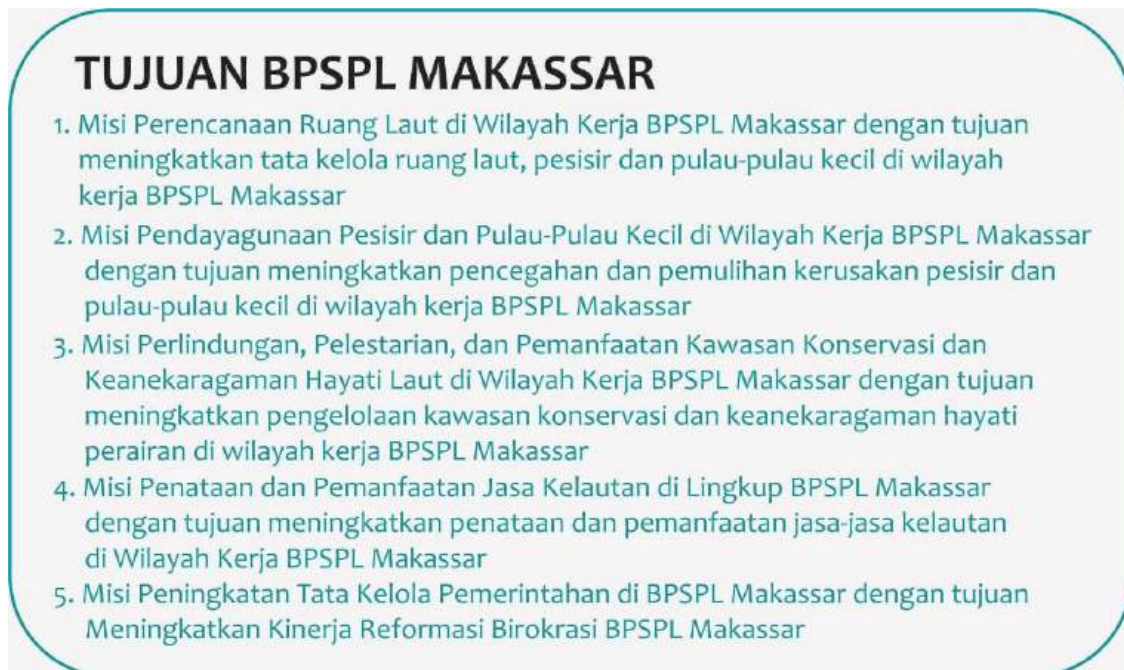 TUJUAN BPSPL MAKASSAR
1. Misi Perencanaan Ruang Laut di Wilayah Kerja BPSPL Makassar dengan tujuan
meningkatkan tata kelola ruang laut, pesisir dan pulau-pulau kecil di wilayah
kerja BPSPL Makassar
2. Misi Pendayagunaan Pesisir dan Pulau-Pulau Kecil di Wilayah Kerja BPSPL Makassar
dengan tujuan meningkatkan pencegahan dan pemulihan kerusakan pesisir dan
pulau-pulau kecil di wilayah kerja BPSPL Makassar
3. Misi Perlindungan, Pelestarian, dan Pemanfaatan Kawasan Konservasi dan
Keanekaragaman Hayati Laut di Wilayah Kerja BPSPL Makassar dengan tujuan
meningkatkan pengelolaan kawasan konservasi dan keanekaragaman hayati
perairan di wilayah kerja BPSPL Makassar
4. Misi Penataan dan Pemanfaatan Jasa Kelautan di Lingkup BPSPL Makassar
dengan tujuan meningkatkan penataan dan pemanfaatan jasa-jasa kelautan
di Wilayah Kerja BPSPL Makassar
5. Misi Peningkatan Tata Kelola Pemerintahan di BPSPL Makassar dengan tujuan
Meningkatkan Kinerja Reformasi Birokrasi BPSPL Makassar